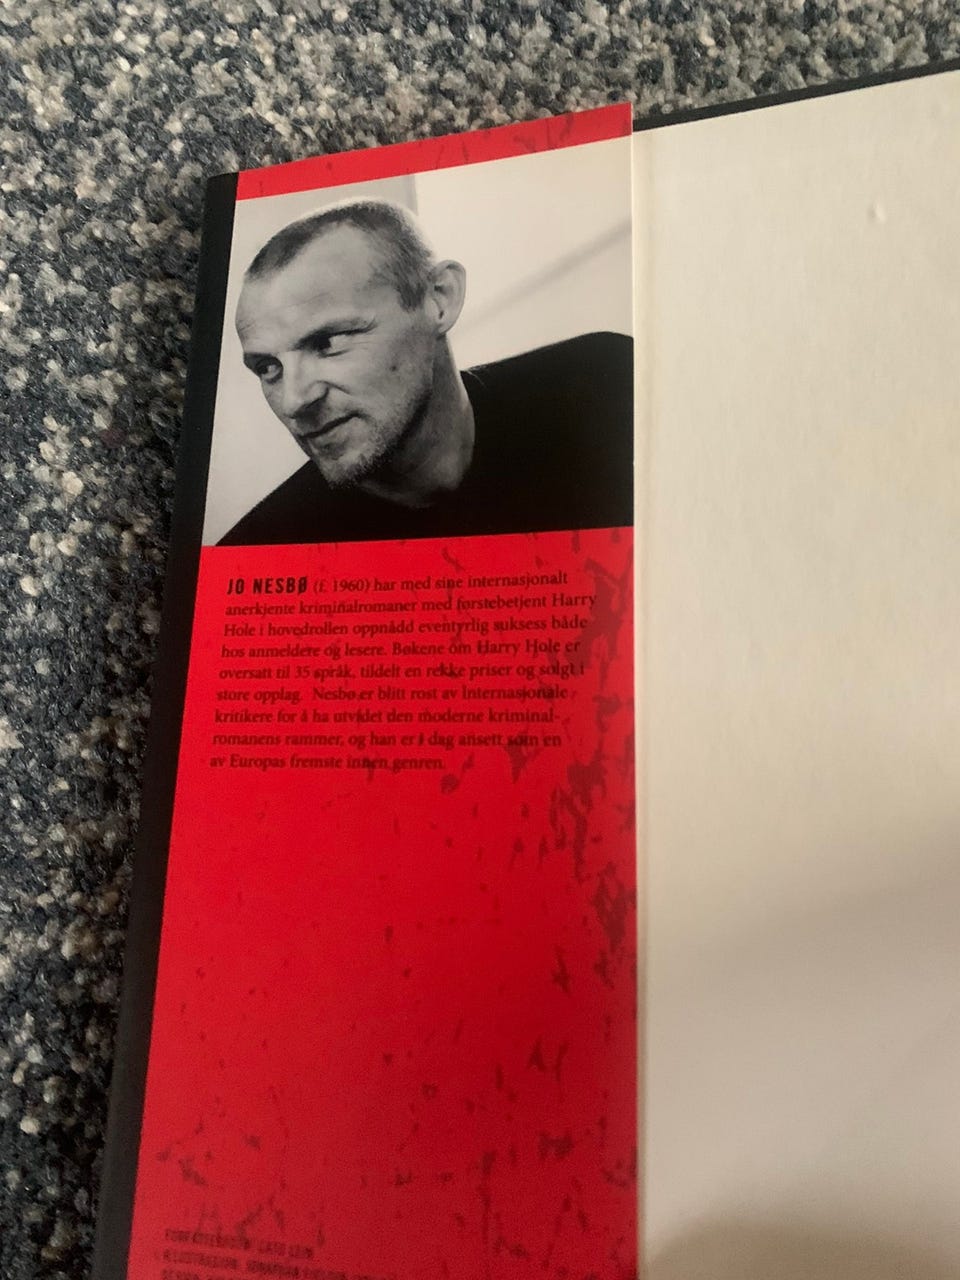 JO NESBØ (f. 1960) har med sine internasjonalt
anerkjente kriminalromaner med førstebetjent Harry
Hole i hovedrollen oppnådd eventyrlig suksess både
hos anmeldere og lesere. Bøkene om Harry Hole er
oversatt til 35 språk, tildelt en rekke priser og solgt i
store opplag. Nesbø er blitt rost av internasjonale
kritikere for å ha utvidet den moderne kriminal-
romanens rammer, og han er i dag ansett som en
av Europas fremste innen genren.
ILLUSTRASJON: